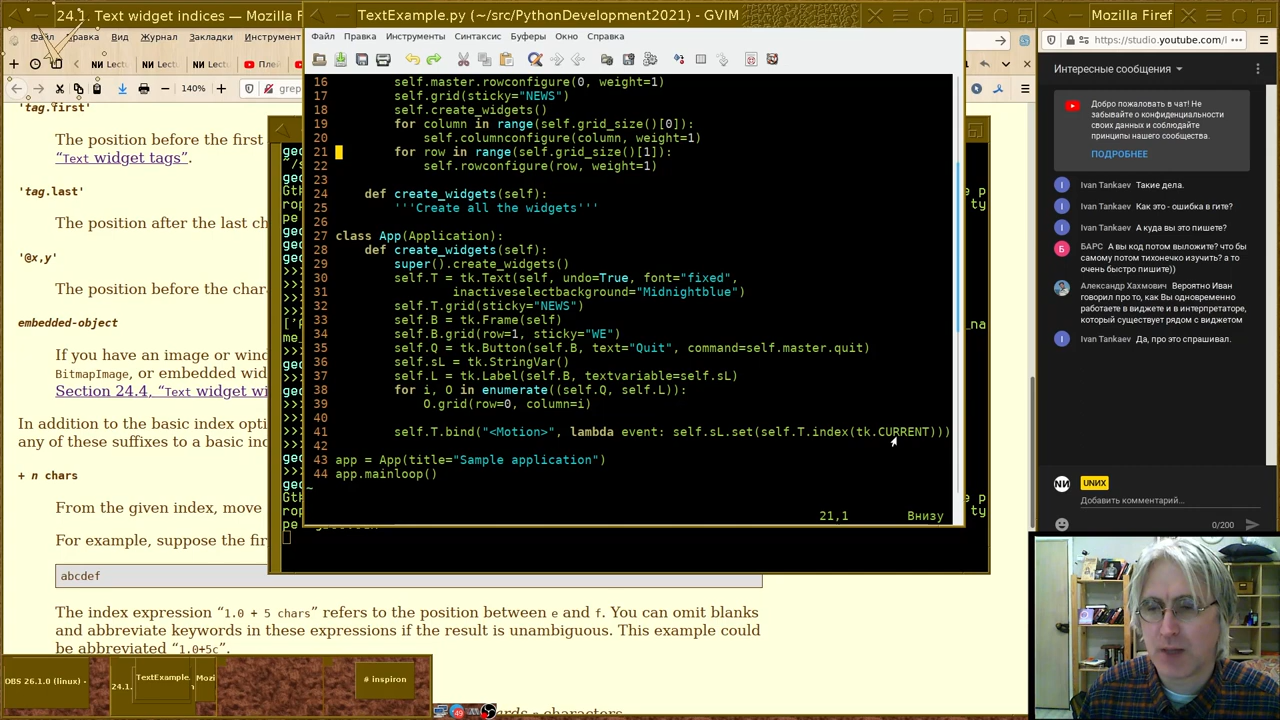 24.1. Text widget indices — Mozilla F
Файл Правка Вид Журнал Закладки Инструмент
Lectu
Lect
Плей
140%
grep
'tag.first'
The position before the first
“Text widget tags”.
'tag.last'
The position after the last ch
'@x,y'
The position before the chara
embedded-object
If you have an image or wind
BitmapImage, or embedded wid
Section 24.4, “Text widget wi
In addition to the basic index opti
any of these suffixes to a basic ind
+ n chars
From the given index, move
For example, suppose the firs
abcdef
The index expression “1.0 + 5 chars” refers to the position between e and f. You can omit blanks
and abbreviate keywords in these expressions if the result is unambiguous. This example could
be abbreviated “1.0+5c”.
TextExample.py (~/src/PythonDevelopment2021) - GVIM
Файл Правка Инструменты Синтаксис Буферы Окно Справка
16 self.master.rowconfigure(0, weight=1)
17 self.grid(sticky="NEWS")
18 self.create_widgets()
19 for column in range(self.grid_size()[0]):
20 self.columnconfigure(column, weight=1)
21 for row in range(self.grid_size()[1]):
22 self.rowconfigure(row, weight=1)
23
24 def create_widgets(self):
25 '''Create all the widgets'''
26
27 class App(Application):
28 def create_widgets(self):
29 super().create_widgets()
30 self.T = tk.Text(self, undo=True, font="fixed",
31 inactiveselectbackground="Midnightblue")
32 self.T.grid(sticky="NEWS")
33 self.B = tk.Frame(self)
34 self.B.grid(row=1, sticky="WE")
35 self.Q = tk.Button(self.B, text="Quit", command=self.master.quit)
36 self.sL = tk.StringVar()
37 self.L = tk.Label(self.B, textvariable=self.sL)
38 for i, O in enumerate((self.Q, self.L)):
39 O.grid(row=0, column=i)
40
41 self.T.bind("<Motion>", lambda event: self.sL.set(self.T.index(tk.CURRENT)))
42
43 app = App(title="Sample application")
44 app.mainloop()
~
21,1 Внизу
Mozilla Firef
https://studio.youtube.com/l
Интересные сообщения
Добро пожаловать в чат! Не
забывайте о
конфиденциальности
своих данных и соблюдайте
принципы нашего
сообщества.
ПОДРОБНЕЕ
Ivan Tankaev Такие дела.
Ivan Tankaev Как это - ошибка в гите?
Ivan Tankaev А куда вы это пишете?
БАРС А вы код потом выложите? что бы
самому потом тихонечко изучить? а то
очень быстро пишите))
Александр Хахмович Вероятно Иван
говорил про то, как Вы одновременно
работаете в виджете и в интерпретаторе,
который существует рядом с виджетом
Ivan Tankaev Да, про это спрашивал.
UNИX
Добавить комментарий...
0/200
OBS 26.1.0 (linux) -
24.1.
TextExample.
Mozi
# inspiron